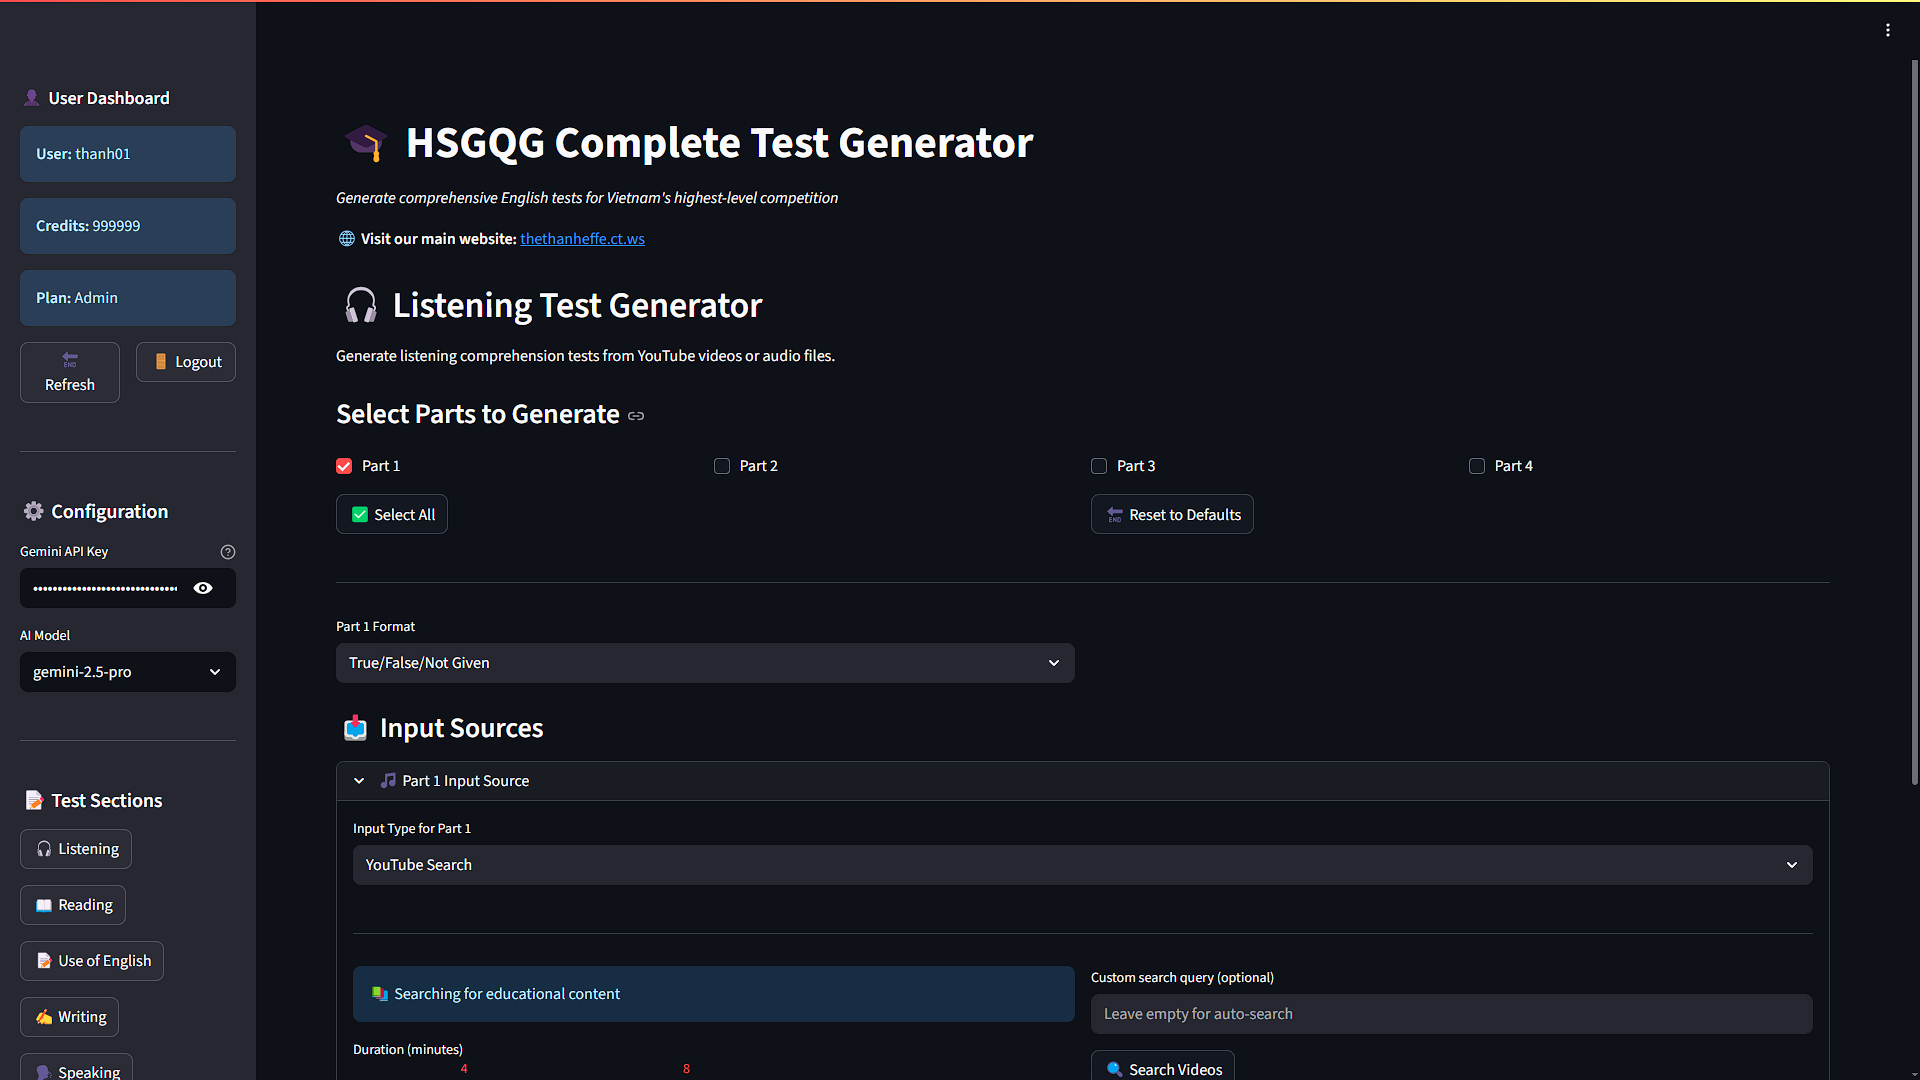 User Dashboard
User: thanh01
Credits: 999999
Plan: Admin
END
Refresh
Logout
Configuration
Gemini API Key
AI Model
gemini-2.5-pro
Test Sections
Listening
Reading
Use of English
Writing
Speaking
HSGQG Complete Test Generator
Generate comprehensive English tests for Vietnam's highest-level competition
Visit our main website: thethanheffe.ct.ws
Listening Test Generator
Generate listening comprehension tests from YouTube videos or audio files.
Select Parts to Generate
Part 1
Part 2
Part 3
Part 4
Select All
END Reset to Defaults
Part 1 Format
True/False/Not Given
Input Sources
Part 1 Input Source
Input Type for Part 1
YouTube Search
Searching for educational content
Custom search query (optional)
Leave empty for auto-search
Duration (minutes)
4
8
Search Videos